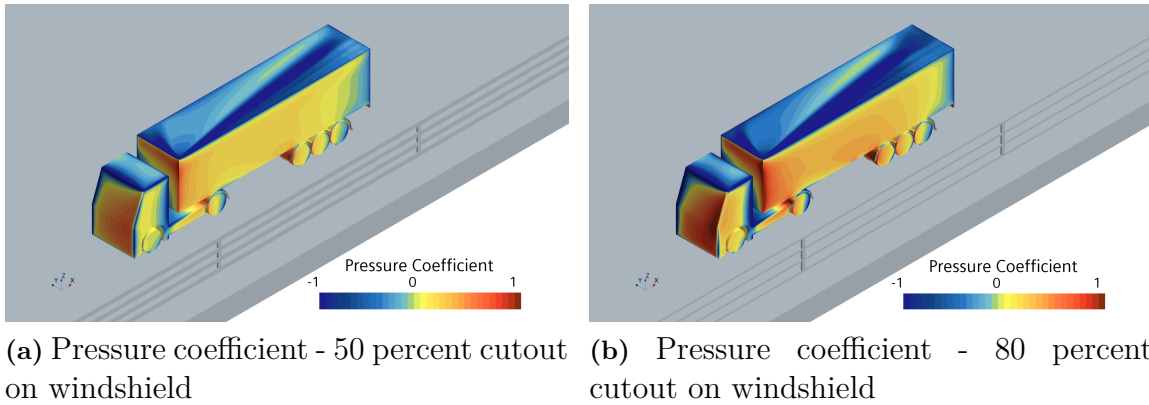 Pressure Coefficient
-1 0 1
Z
Y X
Pressure Coefficient
-1 0 1
Z
Y X
(a) Pressure coefficient - 50 percent cutout
on windshield
(b) Pressure coefficient - 80 percent
cutout on windshield